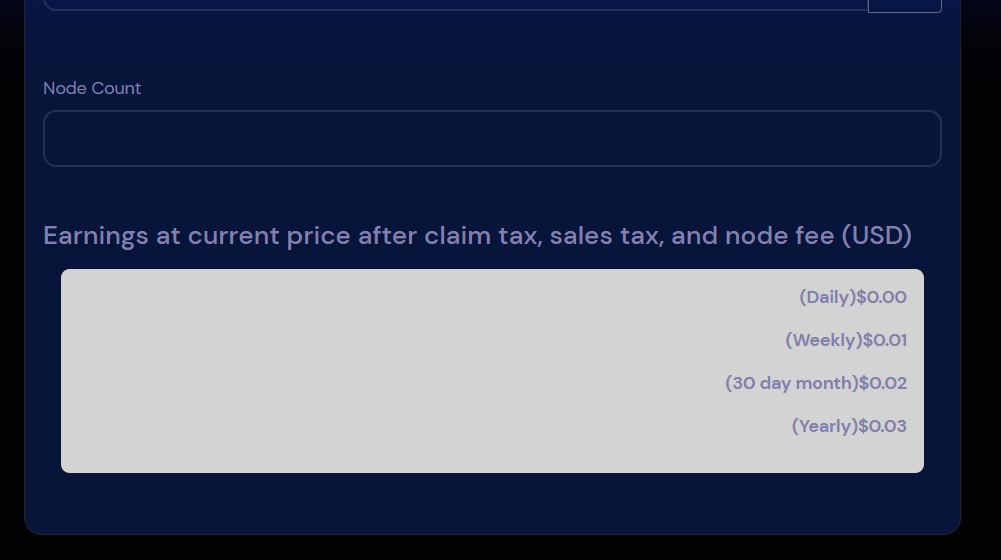 Node Count
Earnings at current price after claim tax, sales tax, and node fee (USD)
(Daily)$0.00
(Weekly)$0.01
(30 day month)$0.02
(Yearly)$0.03